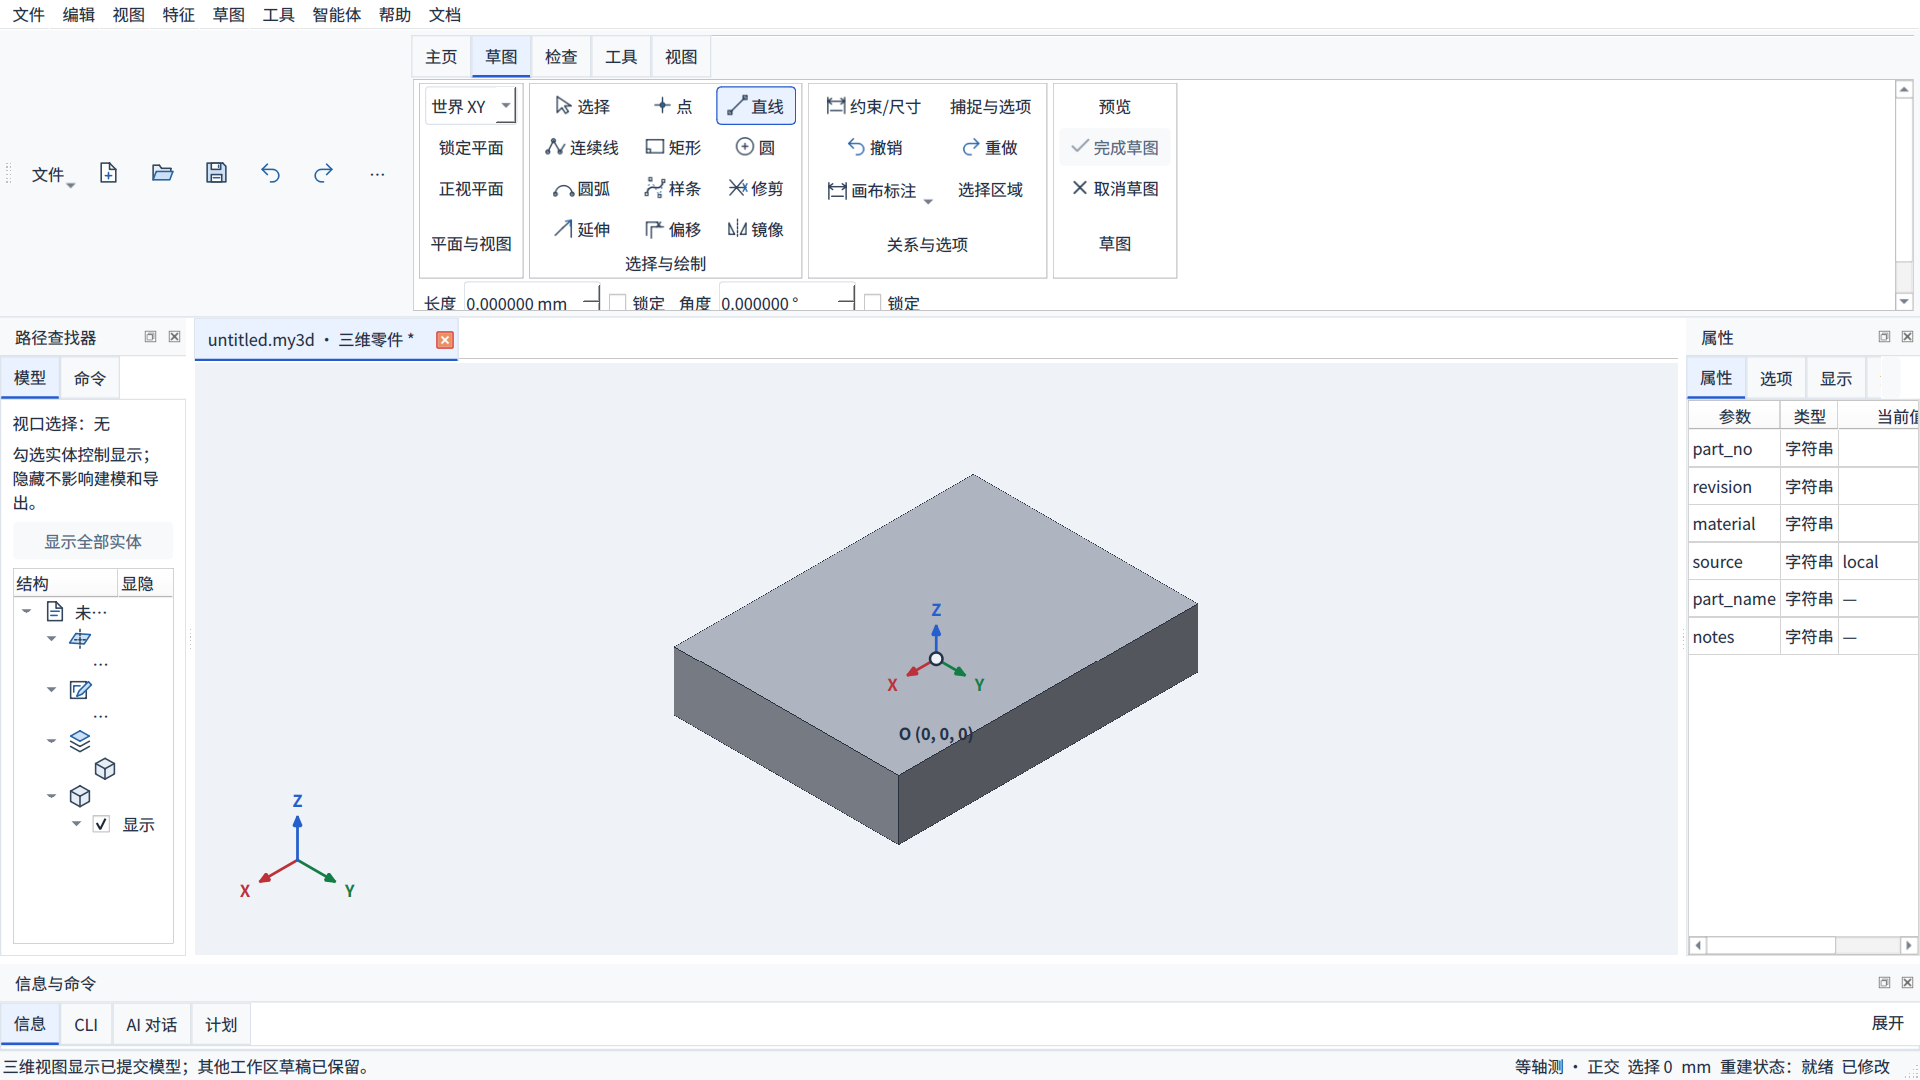 文件 编辑 视图 特征 草图 工具 智能体 帮助 文档
主页 草图 检查 工具 视图
文件 ...
世界 XY
锁定平面
正视平面
平面与视图
选择 点 直线
连续线 矩形 圆
圆弧 样条 修剪
延伸 偏移 镜像
选择与绘制
约束/尺寸 捕捉与选项
撤销 重做
画布标注 选择区域
关系与选项
预览
完成草图
取消草图
草图
长度 0.000000 mm 锁定 角度 0.000000 ° 锁定
路径查找器
模型 命令
视口选择：无
勾选实体控制显示；
隐藏不影响建模和导
出。
显示全部实体
结构 显隐
未…
…
…
显示
untitled.my3d · 三维零件 *
Z
X
Y
O (0, 0, 0)
Z
X
Y
属性
属性 选项 显示
参数 类型 当前值
part_no 字符串
revision 字符串
material 字符串
source 字符串 local
part_name 字符串 —
notes 字符串 —
信息与命令
信息 CLI AI 对话 计划
展开
三维视图显示已提交模型；其他工作区草稿已保留。
等轴测 · 正交 选择 0 mm 重建状态：就绪 已修改